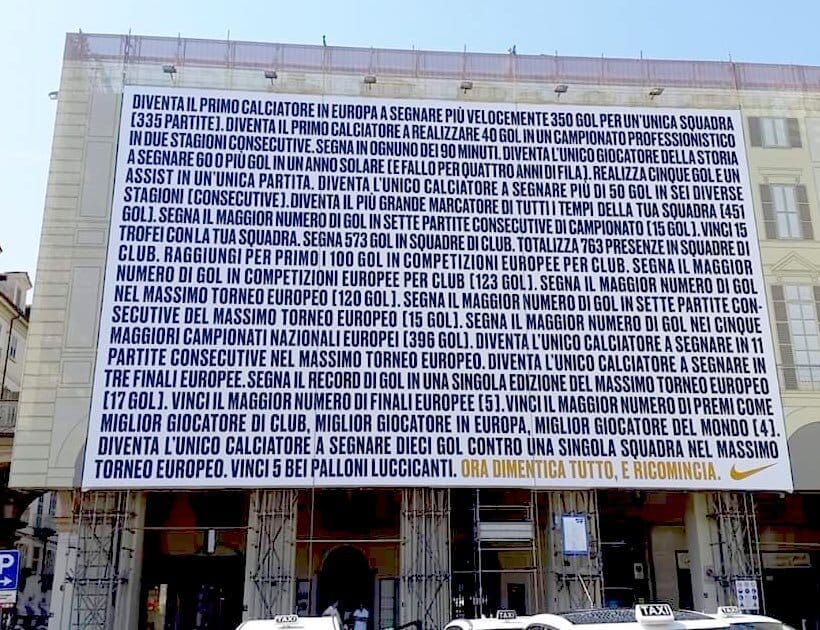 DIVENTA IL PRIMO CALCIATORE IN EUROPA A SEGNARE PIÙ VELOCEMENTE 350 GOL PER UN'UNICA SQUADRA
(335 PARTITE). DIVENTA IL PRIMO CALCIATORE A REALIZZARE 40 GOL IN UN CAMPIONATO PROFESSIONISTICO
IN DUE STAGIONI CONSECUTIVE. SEGNA IN OGNUNO DEI 90 MINUTI. DIVENTA L'UNICO GIOCATORE DELLA STORIA
A SEGNARE 60 O PIÙ GOL IN UN ANNO SOLARE (E FALLO PER QUATTRO ANNI DI FILA). REALIZZA CINQUE GOL E UN
ASSIST IN UN'UNICA PARTITA. DIVENTA L'UNICO CALCIATORE A SEGNARE PIÙ DI 50 GOL IN SEI DIVERSE
STAGIONI (CONSECUTIVE). DIVENTA IL PIÙ GRANDE MARCATORE DI TUTTI I TEMPI DELLA TUA SQUADRA (451
GOL). SEGNA IL MAGGIOR NUMERO DI GOL IN SETTE PARTITE CONSECUTIVE DI CAMPIONATO (15 GOL). VINCI 15
TROFEI CON LA TUA SQUADRA. SEGNA 573 GOL IN SQUADRE DI CLUB. TOTALIZZA 763 PRESENZE IN SQUADRE DI
CLUB. RAGGIUNGI PER PRIMO I 100 GOL IN COMPETIZIONI EUROPEE PER CLUB. SEGNA IL MAGGIOR
NUMERO DI GOL IN COMPETIZIONI EUROPEE PER CLUB (123 GOL). SEGNA IL MAGGIOR NUMERO DI GOL
NEL MASSIMO TORNEO EUROPEO (120 GOL). SEGNA IL MAGGIOR NUMERO DI GOL IN SETTE PARTITE CON-
SECUTIVE DEL MASSIMO TORNEO EUROPEO (15 GOL). SEGNA IL MAGGIOR NUMERO DI GOL NEI CINQUE
MAGGIORI CAMPIONATI NAZIONALI EUROPEI (396 GOL). DIVENTA L'UNICO CALCIATORE A SEGNARE IN 11
PARTITE CONSECUTIVE NEL MASSIMO TORNEO EUROPEO. DIVENTA L'UNICO CALCIATORE A SEGNARE IN
TRE FINALI EUROPEE. SEGNA IL RECORD DI GOL IN UNA SINGOLA EDIZIONE DEL MASSIMO TORNEO EUROPEO
(17 GOL). VINCI IL MAGGIOR NUMERO DI FINALI EUROPEE (5). VINCI IL MAGGIOR NUMERO DI PREMI COME
MIGLIOR GIOCATORE DI CLUB, MIGLIOR GIOCATORE IN EUROPA, MIGLIOR GIOCATORE DEL MONDO (4).
DIVENTA L'UNICO CALCIATORE A SEGNARE DIECI GOL CONTRO UNA SINGOLA SQUADRA NEL MASSIMO
TORNEO EUROPEO. VINCI 5 BEI PALLONI LUCCICANTI. ORA DIMENTICA TUTTO, E RICOMINCIA.
P
TAXI
TAXI
TAXI
TAXI